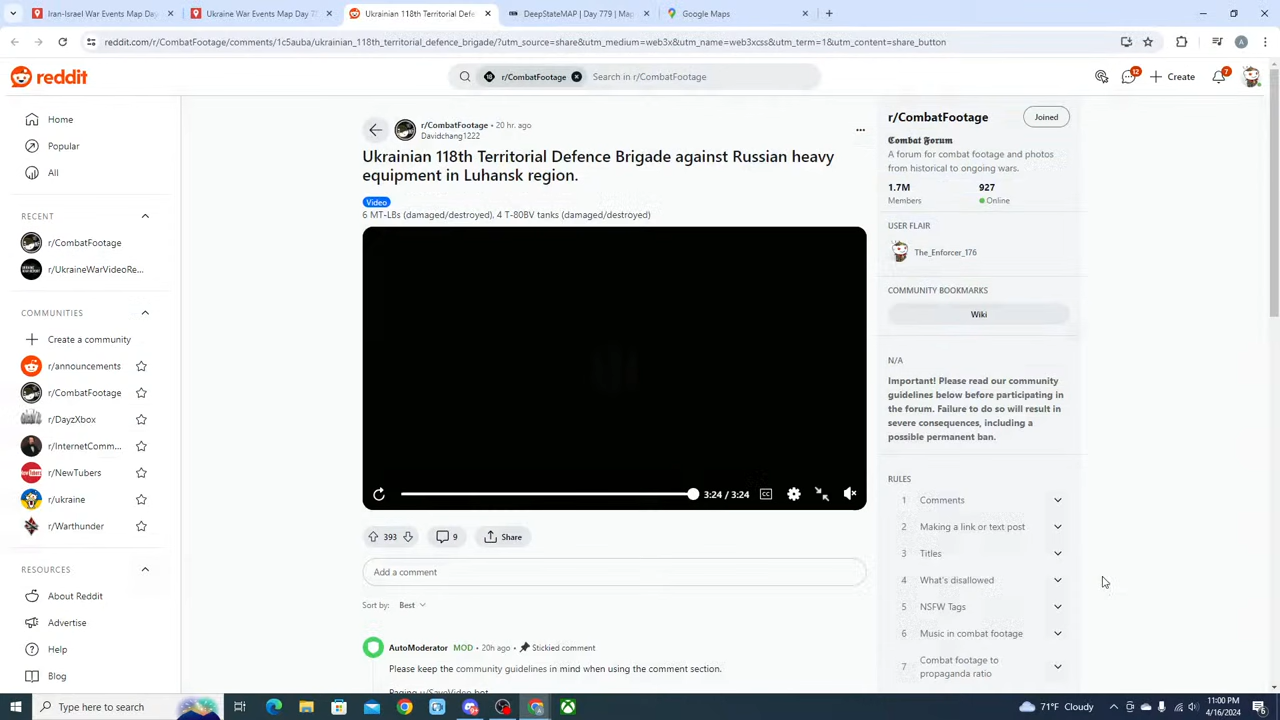 Iran-Israel War Events Map Day
Ukraine War Events Map Day 77
Ukrainian 118th Territorial Defe
DeepStateMAP | Day 779 | Map
Google Maps
reddit.com/r/CombatFootage/comments/1c5auba/ukrainian_118th_territorial_defence_brigade/?utm_source=share&utm_medium=web3x&utm_name=web3xcss&utm_term=1&utm_content=share_button
A
reddit
r/CombatFootage
Search in r/CombatFootage
12
Create
7
Home
Popular
All
RECENT
r/CombatFootage
r/UkraineWarVideoRe...
COMMUNITIES
Create a community
r/announcements
r/CombatFootage
r/DayzXbox
r/InternetComm...
r/NewTubers
r/ukraine
r/Warthunder
RESOURCES
About Reddit
Advertise
Help
Blog
r/CombatFootage • 20 hr. ago
Davidchang1222
Ukrainian 118th Territorial Defence Brigade against Russian heavy
equipment in Luhansk region.
Video
6 MT-LBs (damaged/destroyed), 4 T-80BV tanks (damaged/destroyed)
3:24 / 3:24
CC
393
9
Share
Add a comment
Sort by: Best
AutoModerator MOD • 20h ago • Stickied comment
Please keep the community guidelines in mind when using the comment section.
Paging u/SaveVideo bot.
r/CombatFootage
Joined
Combat Forum
A forum for combat footage and photos
from historical to ongoing wars.
1.7M 927
Members Online
USER FLAIR
The_Enforcer_176
COMMUNITY BOOKMARKS
Wiki
N/A
Important! Please read our community
guidelines below before participating in
the forum. Failure to do so will result in
severe consequences, including a
possible permanent ban.
RULES
1 Comments
2 Making a link or text post
3 Titles
4 What's disallowed
5 NSFW Tags
6 Music in combat footage
7 Combat footage to
propaganda ratio
Type here to search
71°F Cloudy
11:00 PM
4/16/2024
6